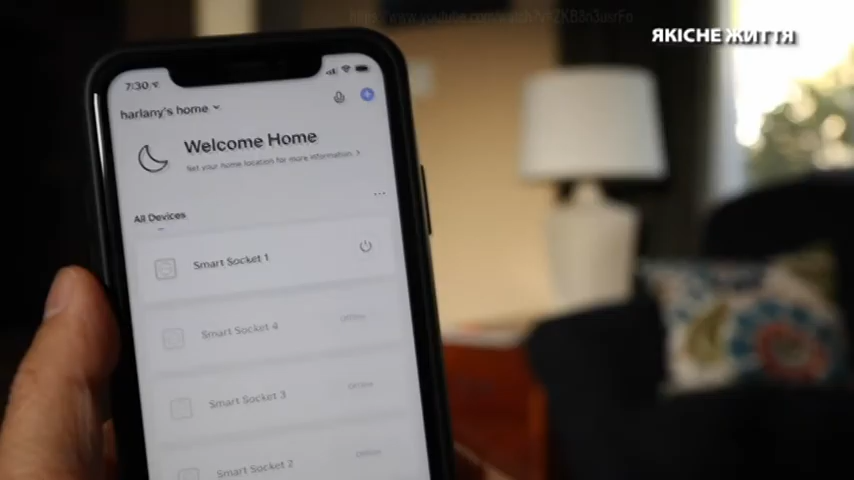 ЯКІСНЕ ЖИТТЯ
7:30
harlany's home
Welcome Home
Set your home location for more information.
All Devices
Smart Socket 1
Smart Socket 4
Offline
Smart Socket 3
Offline
Smart Socket 2
Offline